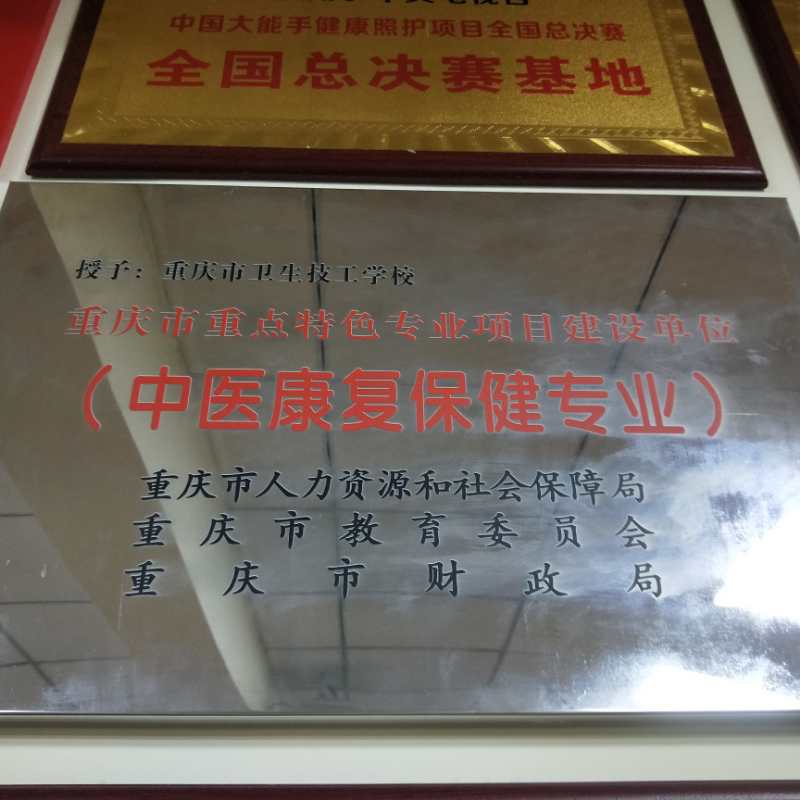 中国大能手健康照护项目全国总决赛
全国总决赛基地
授予：重庆市卫生技工学校
重庆市重点特色专业项目建设单位
（中医康复保健专业）
重庆市人力资源和社会保障局
重庆市教育委员会
重庆市财政局